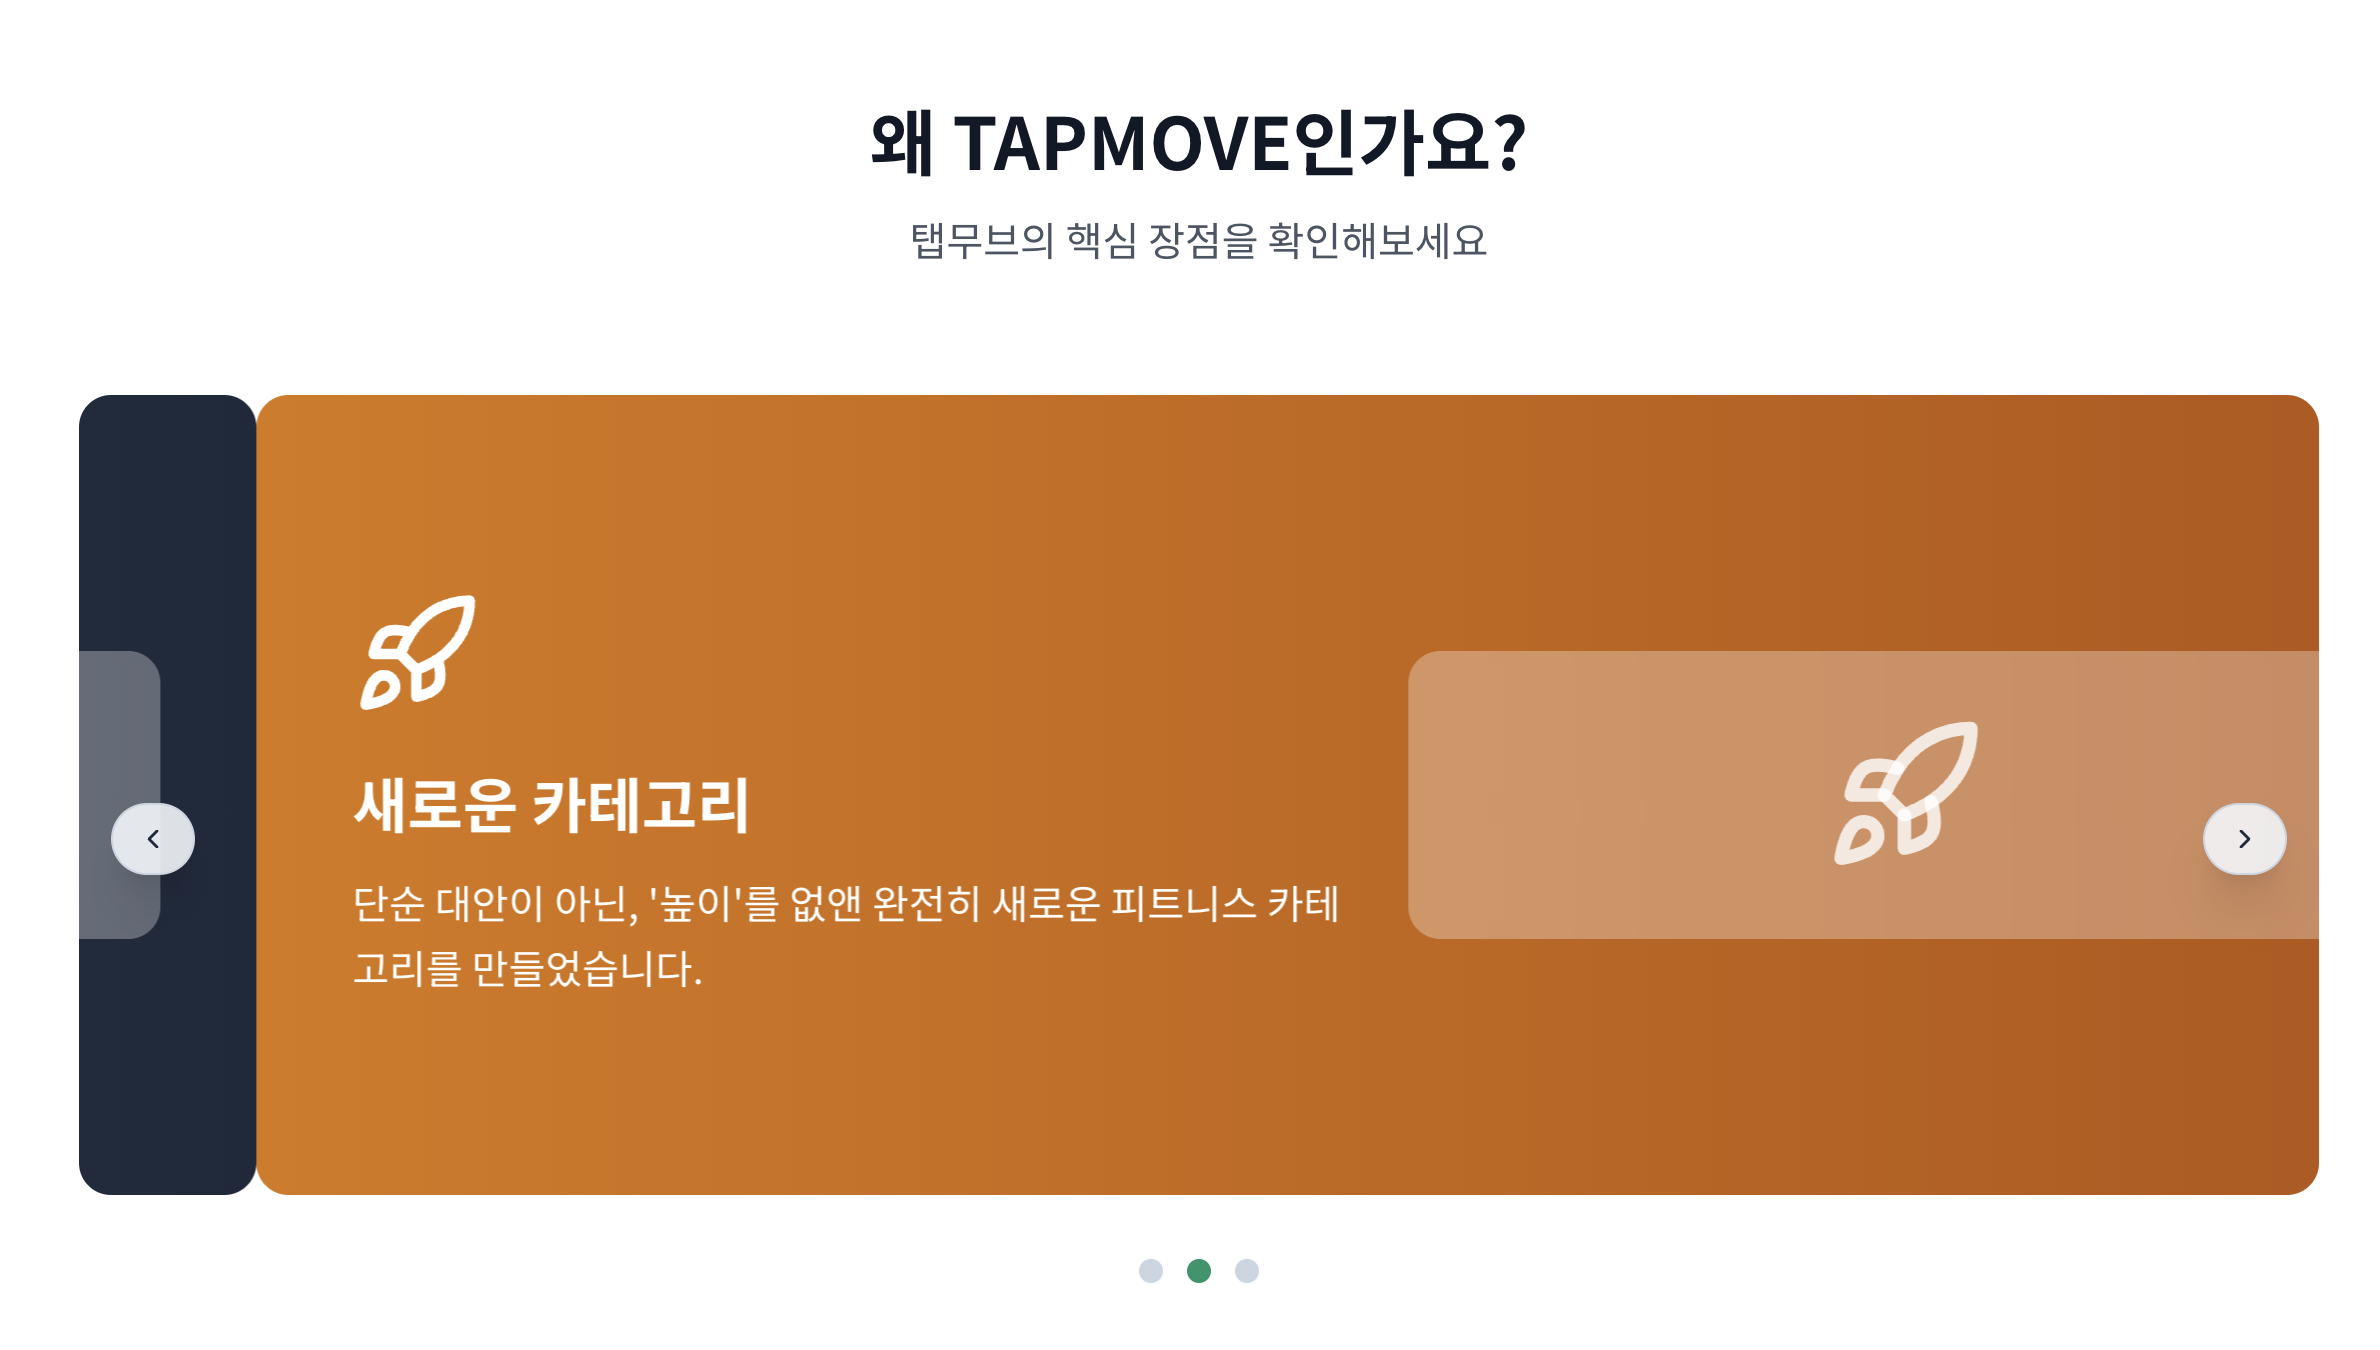 왜 TAPMOVE인가요?
탭무브의 핵심 장점을 확인해보세요
새로운 카테고리
단순 대안이 아닌, '높이'를 없앤 완전히 새로운 피트니스 카테
고리를 만들었습니다.